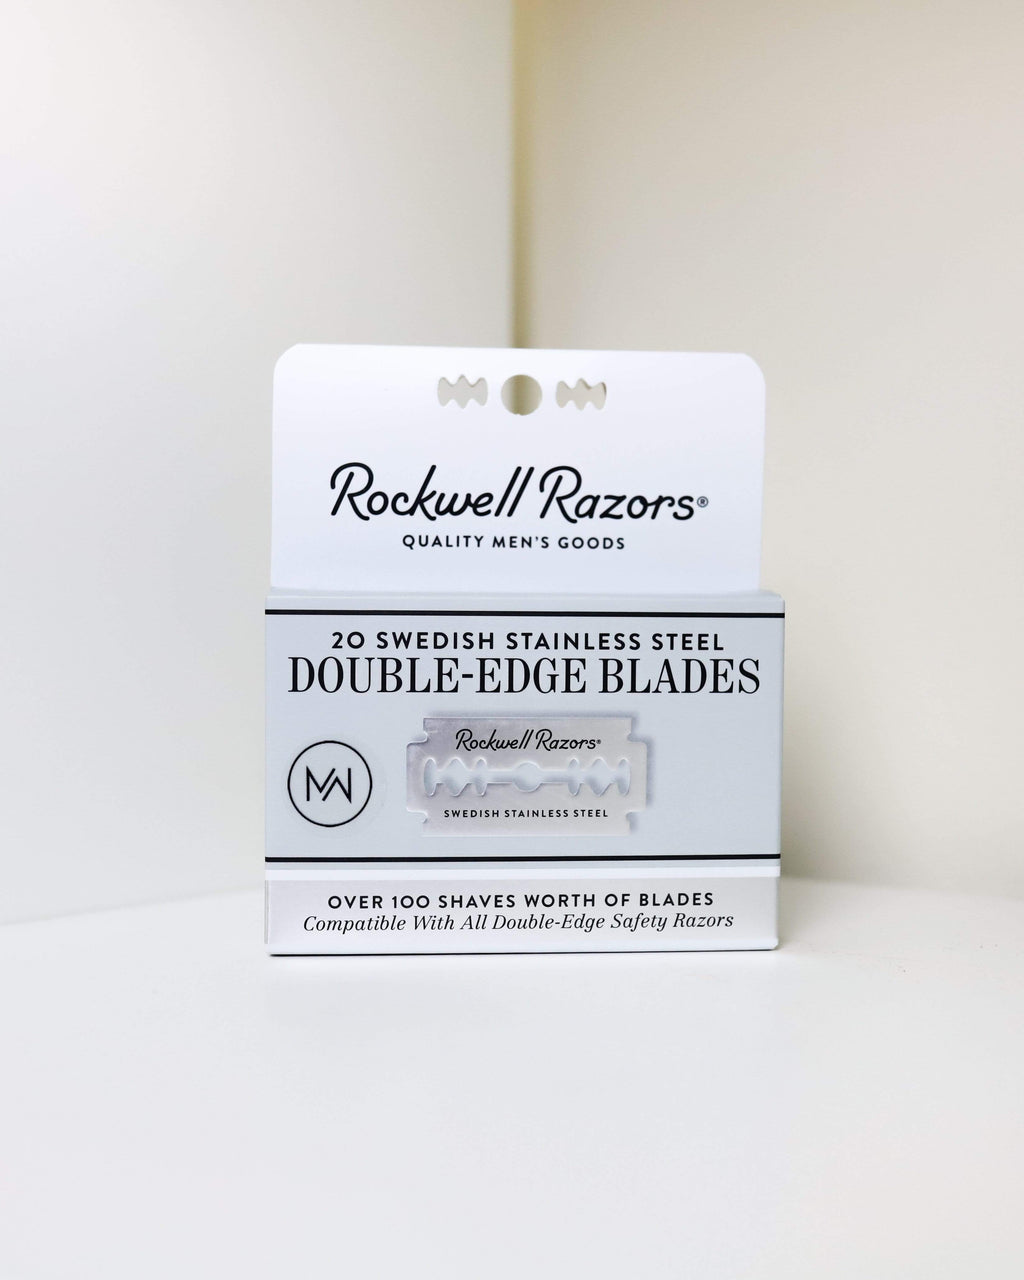 Rockwell Razors®
QUALITY MEN'S GOODS
20 SWEDISH STAINLESS STEEL
DOUBLE-EDGE BLADES
Rockwell Razors®
SWEDISH STAINLESS STEEL
MW
OVER 100 SHAVES WORTH OF BLADES
Compatible With All Double-Edge Safety Razors